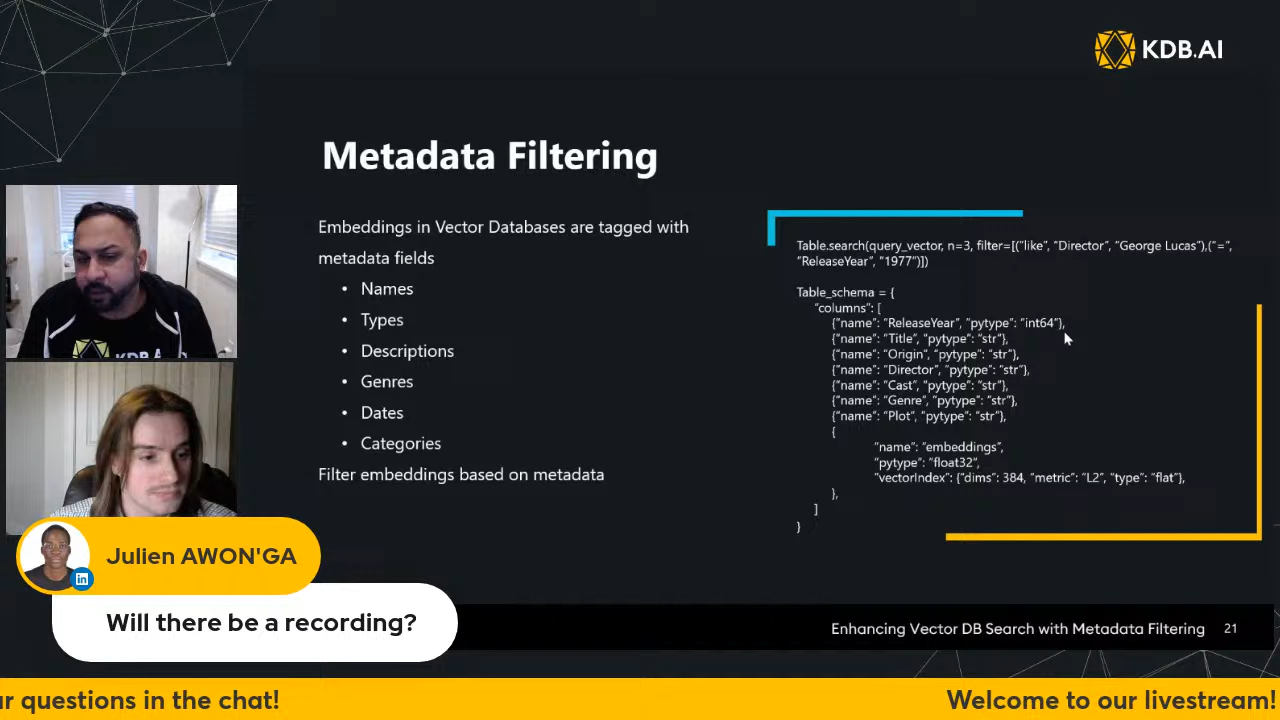 KDB.AI
Metadata Filtering
Embeddings in Vector Databases are tagged with
metadata fields
• Names
• Types
• Descriptions
• Genres
• Dates
• Categories
Filter embeddings based on metadata
Table.search(query_vector, n=3, filter=[("like", "Director", "George Lucas"),("=",
"ReleaseYear", "1977")])
Table_schema = {
"columns": [
{"name": "ReleaseYear", "pytype": "int64"},
{"name": "Title", "pytype": "str"},
{"name": "Origin", "pytype": "str"},
{"name": "Director", "pytype": "str"},
{"name": "Cast", "pytype": "str"},
{"name": "Genre", "pytype": "str"},
{"name": "Plot", "pytype": "str"},
{
"name": "embeddings",
"pytype": "float32",
"vectorIndex": {"dims": 384, "metric": "L2", "type": "flat"},
},
]
}
KDB.AI
Julien AWON'GA
in
Will there be a recording?
Enhancing Vector DB Search with Metadata Filtering 21
r questions in the chat!
Welcome to our livestream!